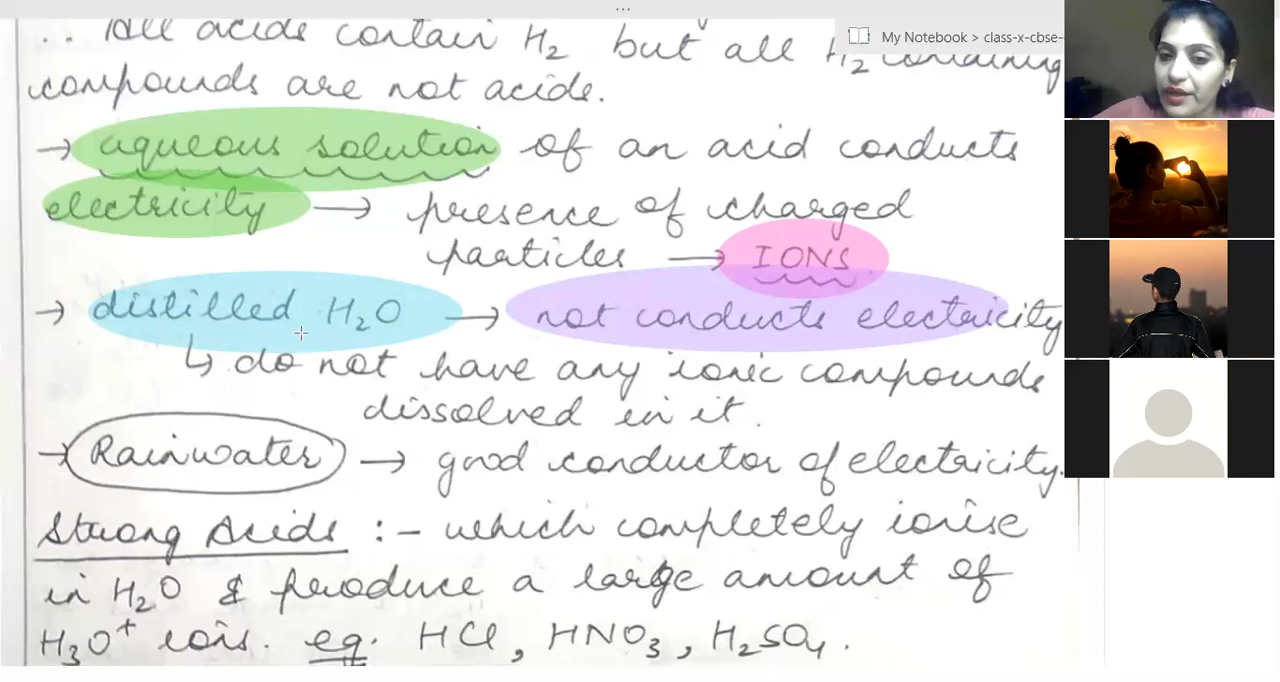 ...
My Notebook > class-x-cbse-
∴ All acids contain H₂ but all H₂ containing
compounds are not acids.
→ aqueous solution of an acid conducts
electricity → presence of charged
particles → IONS
→ distilled H₂O → not conducts electricity
↳ do not have any ionic compounds
dissolved in it.
→ Rainwater → good conductor of electricity.
Strong Acids :- which completely ionise
in H₂O & produce a large amount of
H₃O⁺ ions. eg. HCl, HNO₃, H₂SO₄.